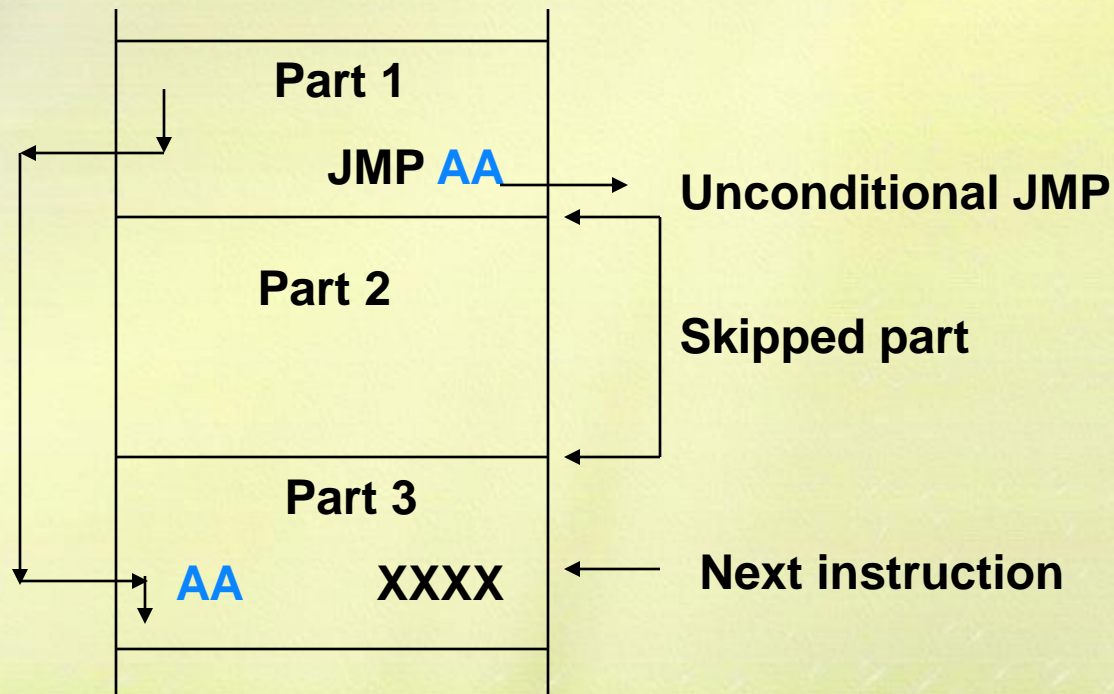 Part 1
JMP AA
Unconditional JMP
Part 2
Skipped part
Part 3
AA XXXX
Next instruction